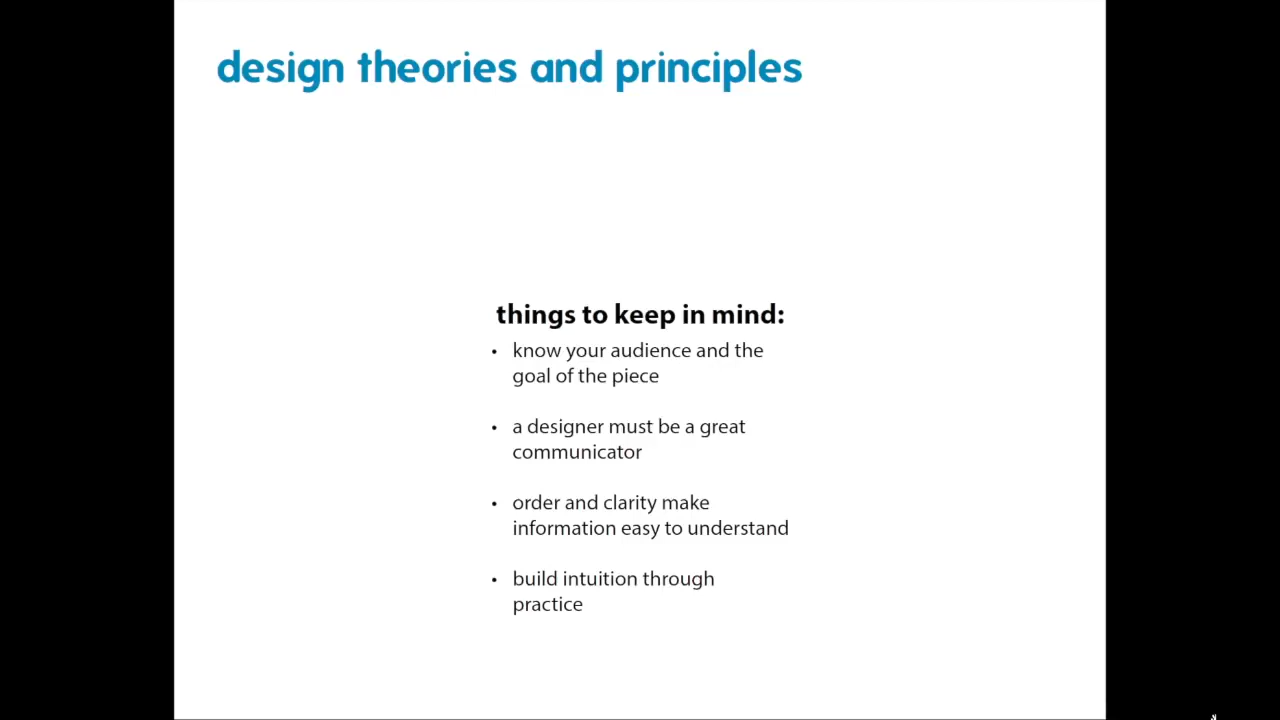 design theories and principles
things to keep in mind:
• know your audience and the
goal of the piece
• a designer must be a great
communicator
• order and clarity make
information easy to understand
• build intuition through
practice